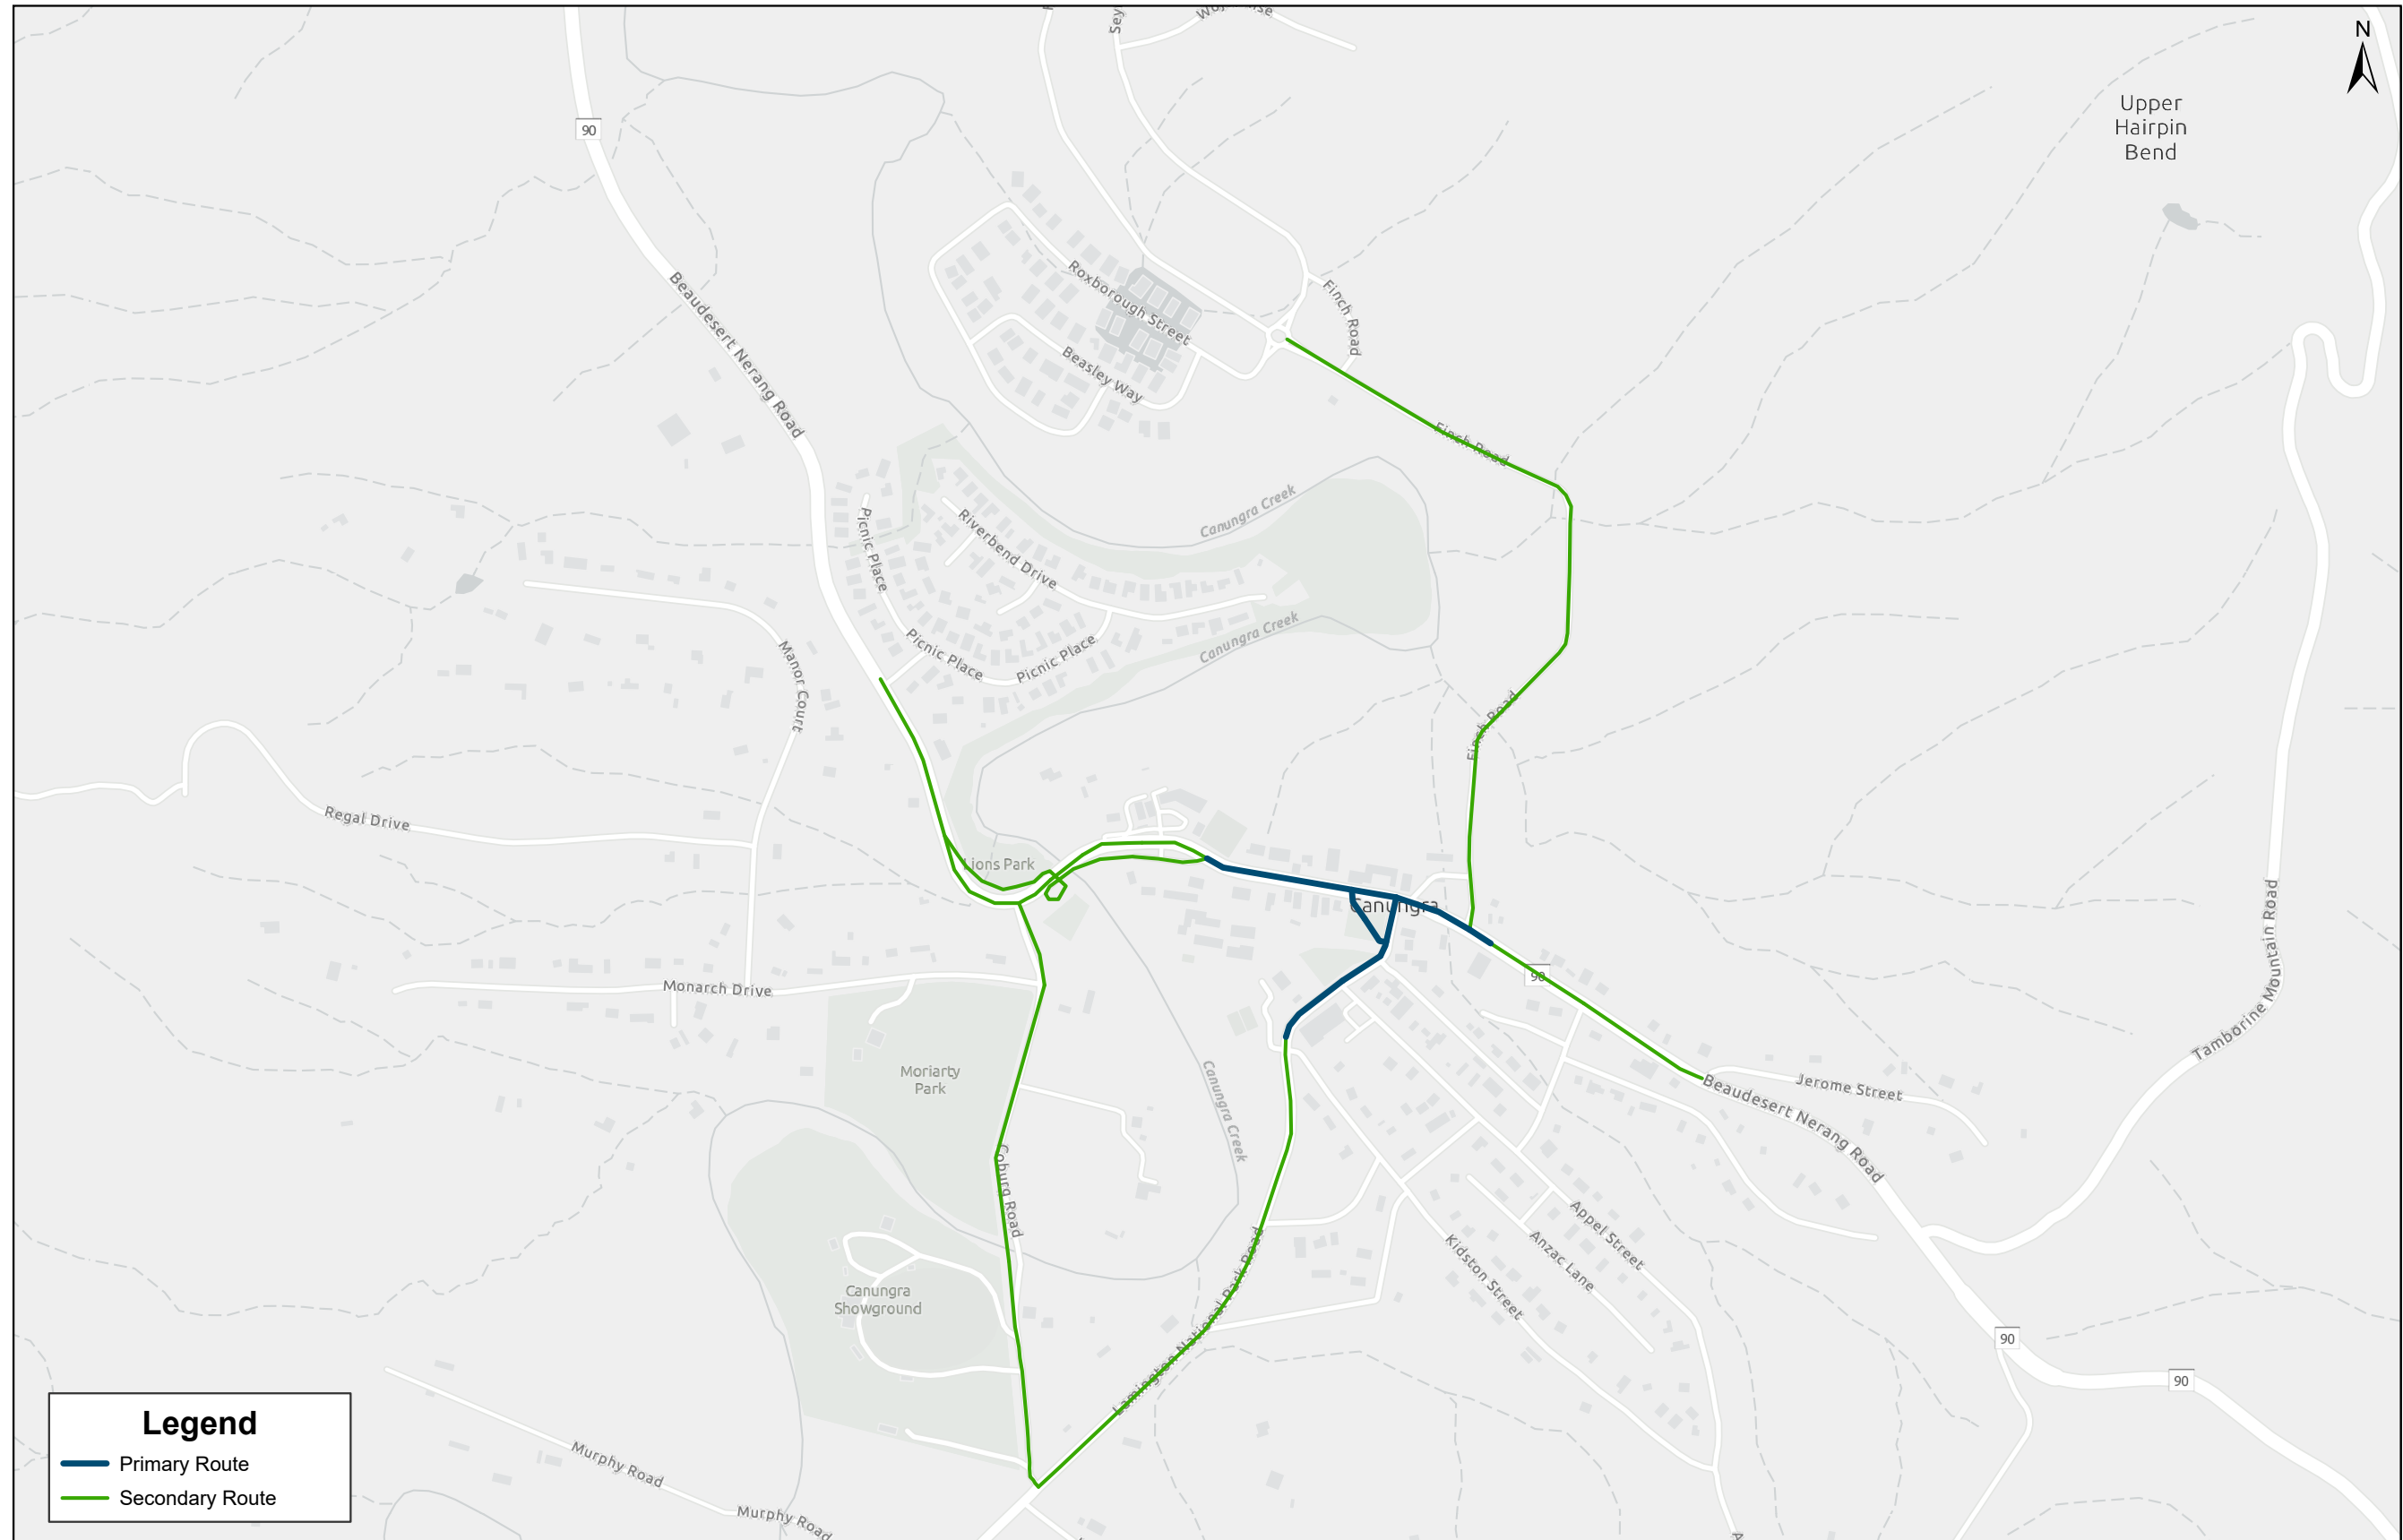 N
Upper
Hairpin
Bend
90
Beaudesert Nerang Road
Roxborough Street
Beasley Way
Finch Road
Finch Road
Canungra Creek
Picnic Place
Riverbend Drive
Canungra Creek
Picnic Place
Picnic Place
Manor Court
Finch Road
Regal Drive
Lions Park
Canungra
90
Tamborine Mountain Road
Monarch Drive
Moriarty
Park
Canungra Creek
Jerome Street
Beaudesert Nerang Road
Coburg Road
Appel Street
Anzac Lane
Kidston Street
Lamington National Park Road
Canungra
Showground
90
90
Legend
Primary Route
Secondary Route
Murphy Road
Murphy Road